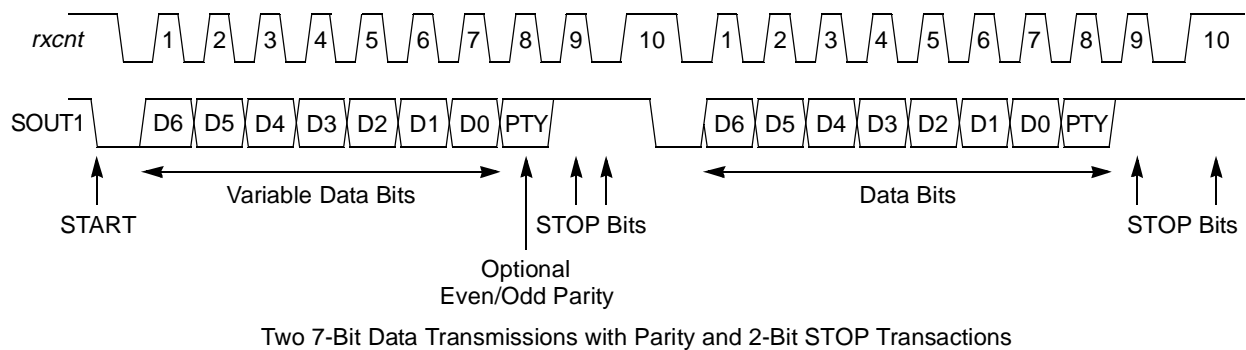 rxcnt 1 2 3 4 5 6 7 8 9 10 1 2 3 4 5 6 7 8 9 10
SOUT1 D6 D5 D4 D3 D2 D1 D0 PTY D6 D5 D4 D3 D2 D1 D0 PTY
Variable Data Bits Data Bits
START STOP Bits STOP Bits
Optional
Even/Odd Parity
Two 7-Bit Data Transmissions with Parity and 2-Bit STOP Transactions